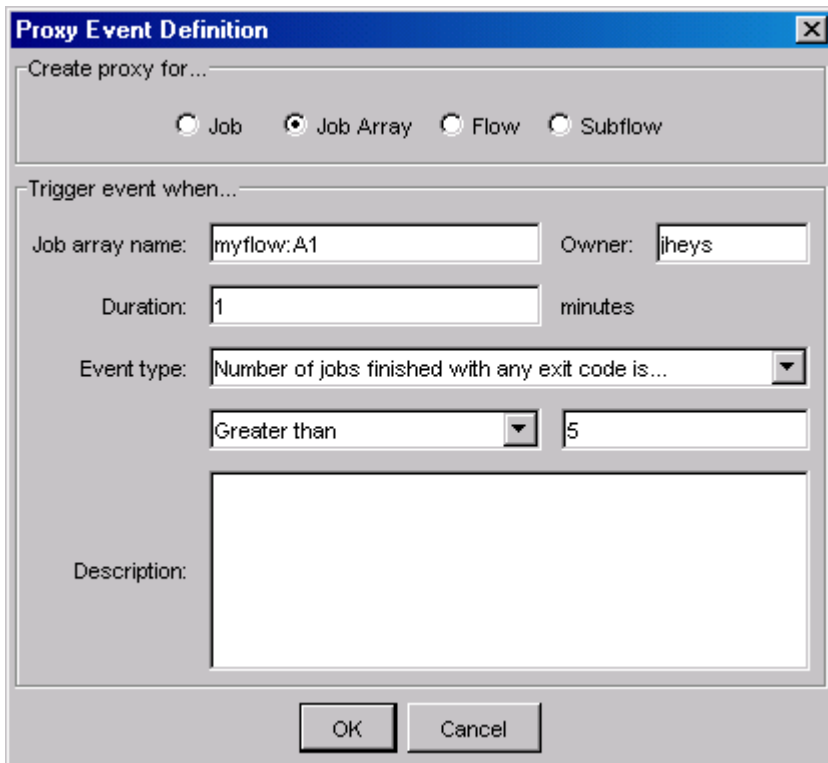 Proxy Event Definition
Create proxy for...
Job Job Array Flow Subflow
Trigger event when...
Job array name: myflow:A1 Owner: jheys
Duration: 1 minutes
Event type: Number of jobs finished with any exit code is...
Greater than 5
Description:
OK Cancel